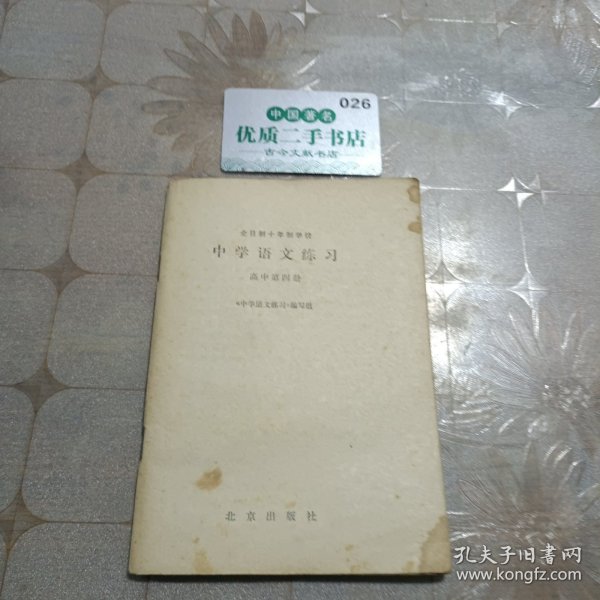 026
中国著名
优质二手书店
古今文献书店
全日制十年制学校
中学语文练习
高中第四册
《中学语文练习》编写组
北京出版社
孔夫子旧书网
www.kongfz.com